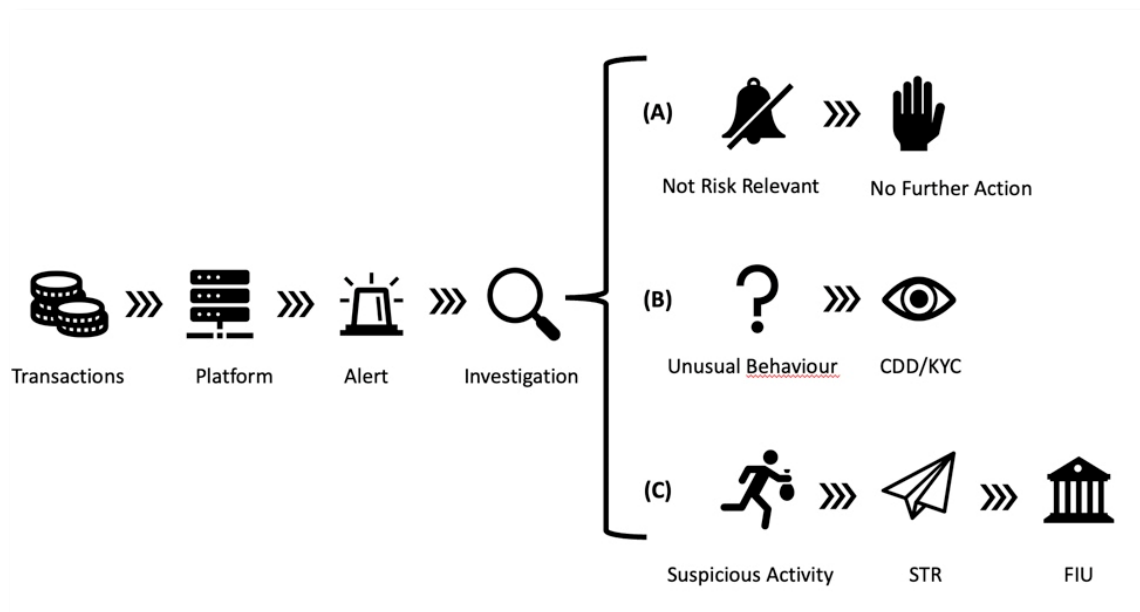 (A)
Not Risk Relevant
No Further Action
(B)
Unusual Behaviour
CDD/KYC
Transactions
Platform
Alert
Investigation
(C)
Suspicious Activity
STR
FIU